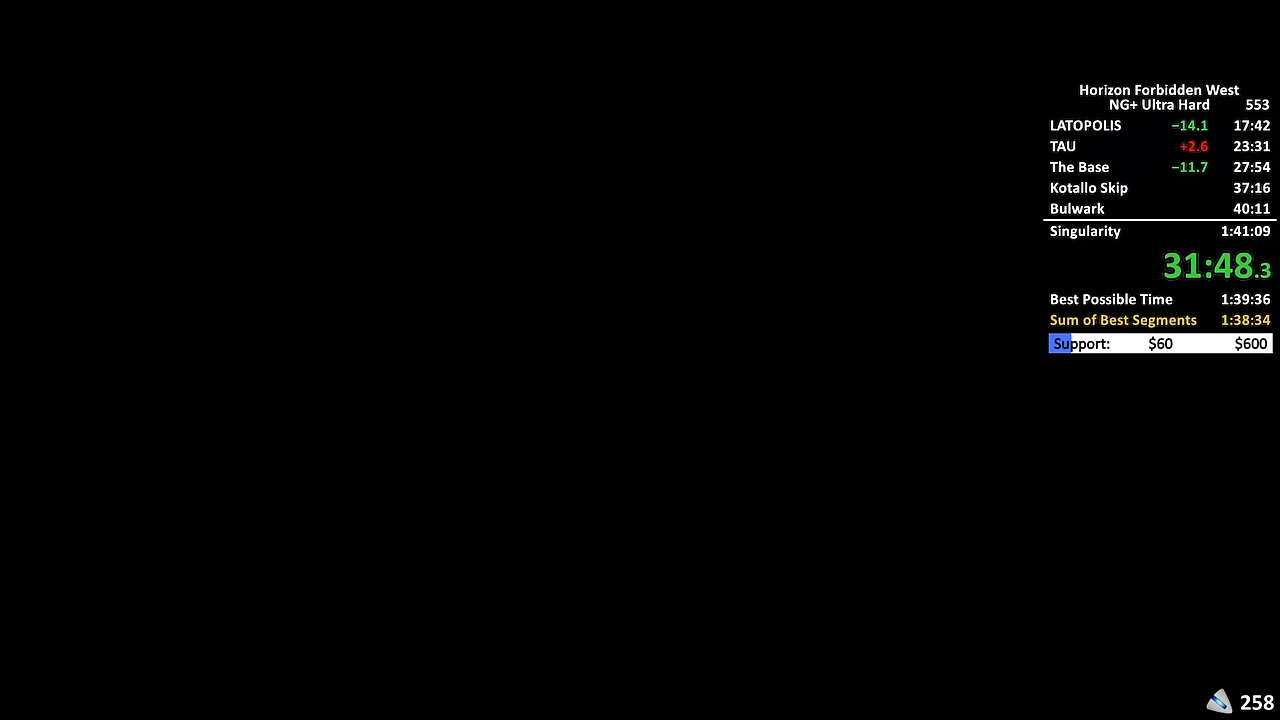 Horizon Forbidden West
NG+ Ultra Hard 553
LATOPOLIS −14.1 17:42
TAU +2.6 23:31
The Base −11.7 27:54
Kotallo Skip 37:16
Bulwark 40:11
Singularity 1:41:09
31:48.3
Best Possible Time 1:39:36
Sum of Best Segments 1:38:34
Support: $60 $600
258